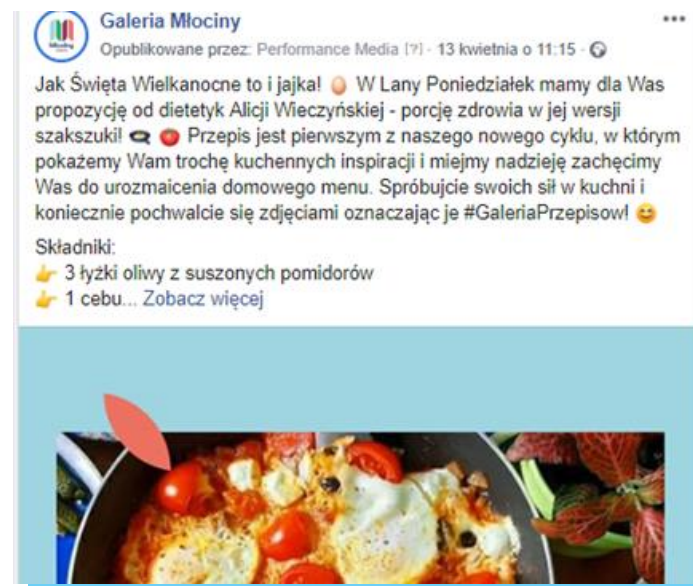 Galeria Młociny
Opublikowane przez: Performance Media [?] · 13 kwietnia o 11:15 ·
Jak Święta Wielkanocne to i jajka! 🥚 W Lany Poniedziałek mamy dla Was
propozycję od dietetyk Alicji Wieczyńskiej - porcję zdrowia w jej wersji
szakszuki! 🍳 🍅 Przepis jest pierwszym z naszego nowego cyklu, w którym
pokażemy Wam trochę kuchennych inspiracji i miejmy nadzieję zachęcimy
Was do urozmaicenia domowego menu. Spróbujcie swoich sił w kuchni i
koniecznie pochwalcie się zdjęciami oznaczając je #GaleriaPrzepisow! 😊
Składniki:
👉 3 łyżki oliwy z suszonych pomidorów
👉 1 cebu... Zobacz więcej